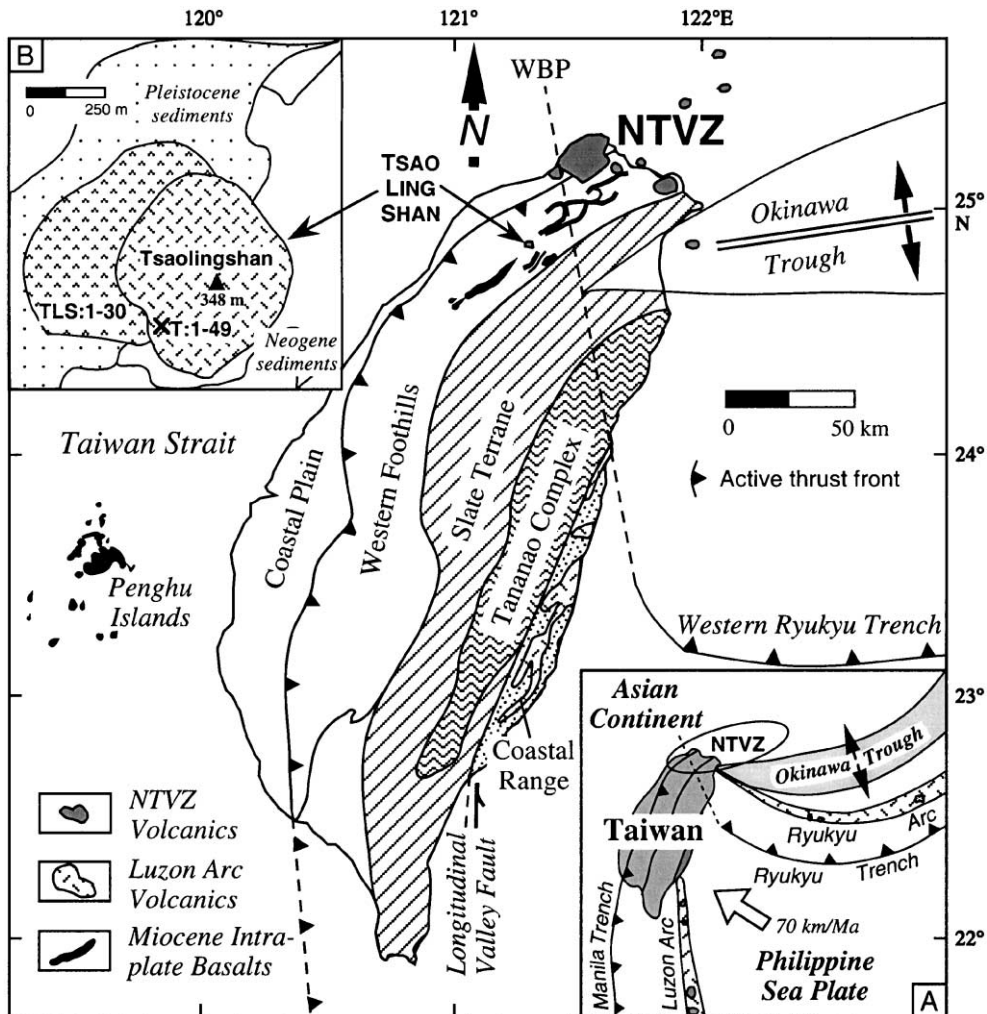 120°
121°
122°E
B
0
250 m
Pleistocene
sediments
Tsaolingshan
348 m
TLS:1-30
T:1-49
Neogene
sediments
N
WBP
NTVZ
TSAO
LING
SHAN
25°
N
Okinawa
Trough
0
50 km
Active thrust front
24°
Taiwan Strait
Coastal Plain
Western Foothills
Slate Terrane
Tananao Complex
Penghu
Islands
Western Ryukyu Trench
23°
Coastal
Range
Longitudinal
Valley Fault
NTVZ
Volcanics
Luzon Arc
Volcanics
Miocene Intra-
plate Basalts
Asian
Continent
NTVZ
Okinawa Trough
Taiwan
Ryukyu Arc
Ryukyu Trench
Manila Trench
Luzon Arc
70 km/Ma
Philippine
Sea Plate
A
22°